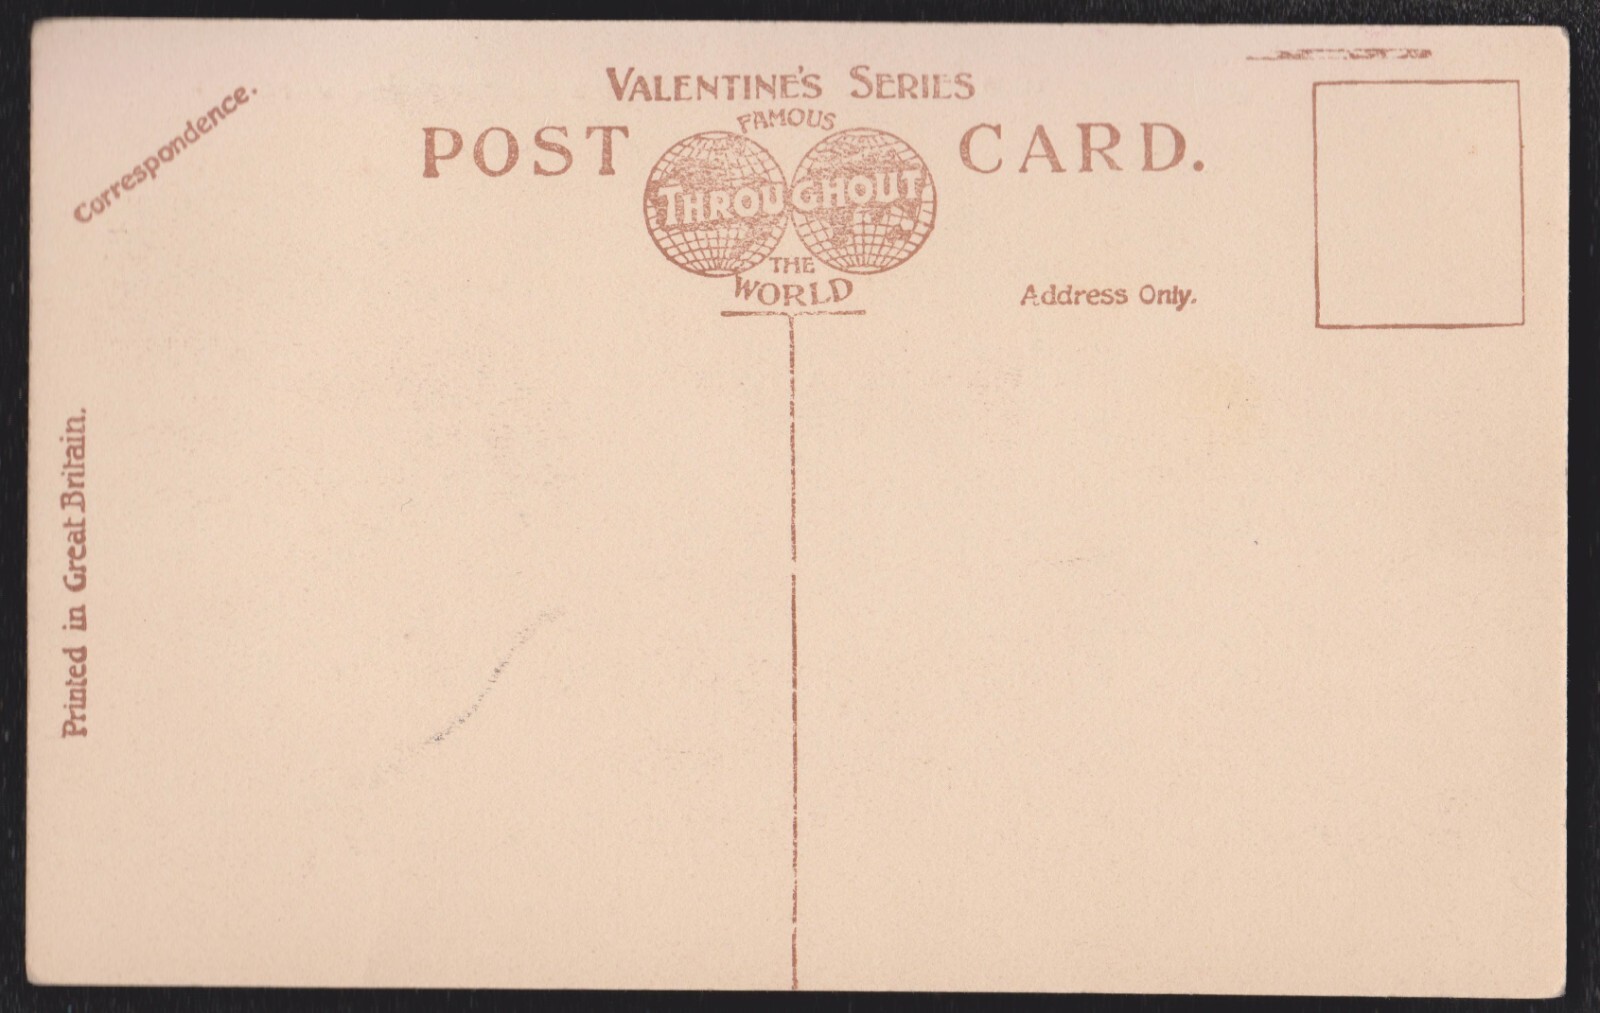 VALENTINE'S SERIES
FAMOUS
POST CARD.
THROUGHOUT
THE
WORLD
Correspondence.
Address Only.
Printed in Great Britain.